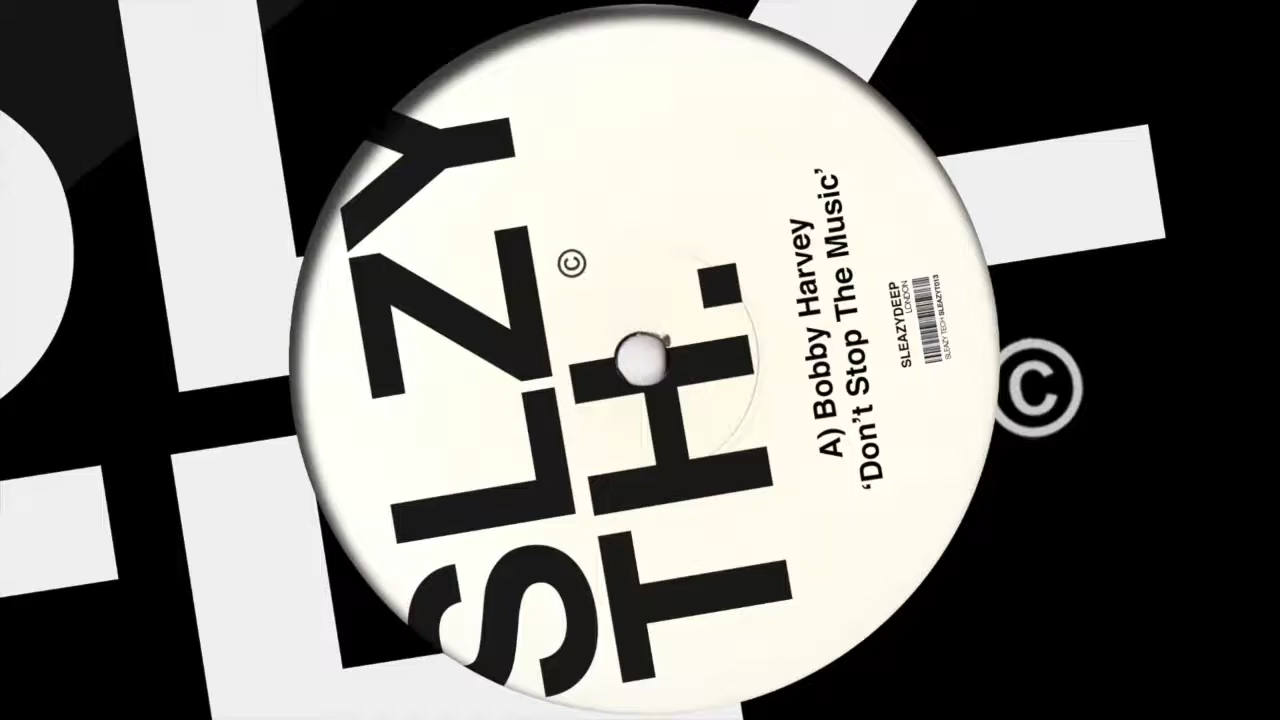 SLZY
©
TH.
A) Bobby Harvey
‘Don’t Stop The Music’
SLEAZYDEEP
LONDON
SLEAZY TECH SLEAZYT013
©